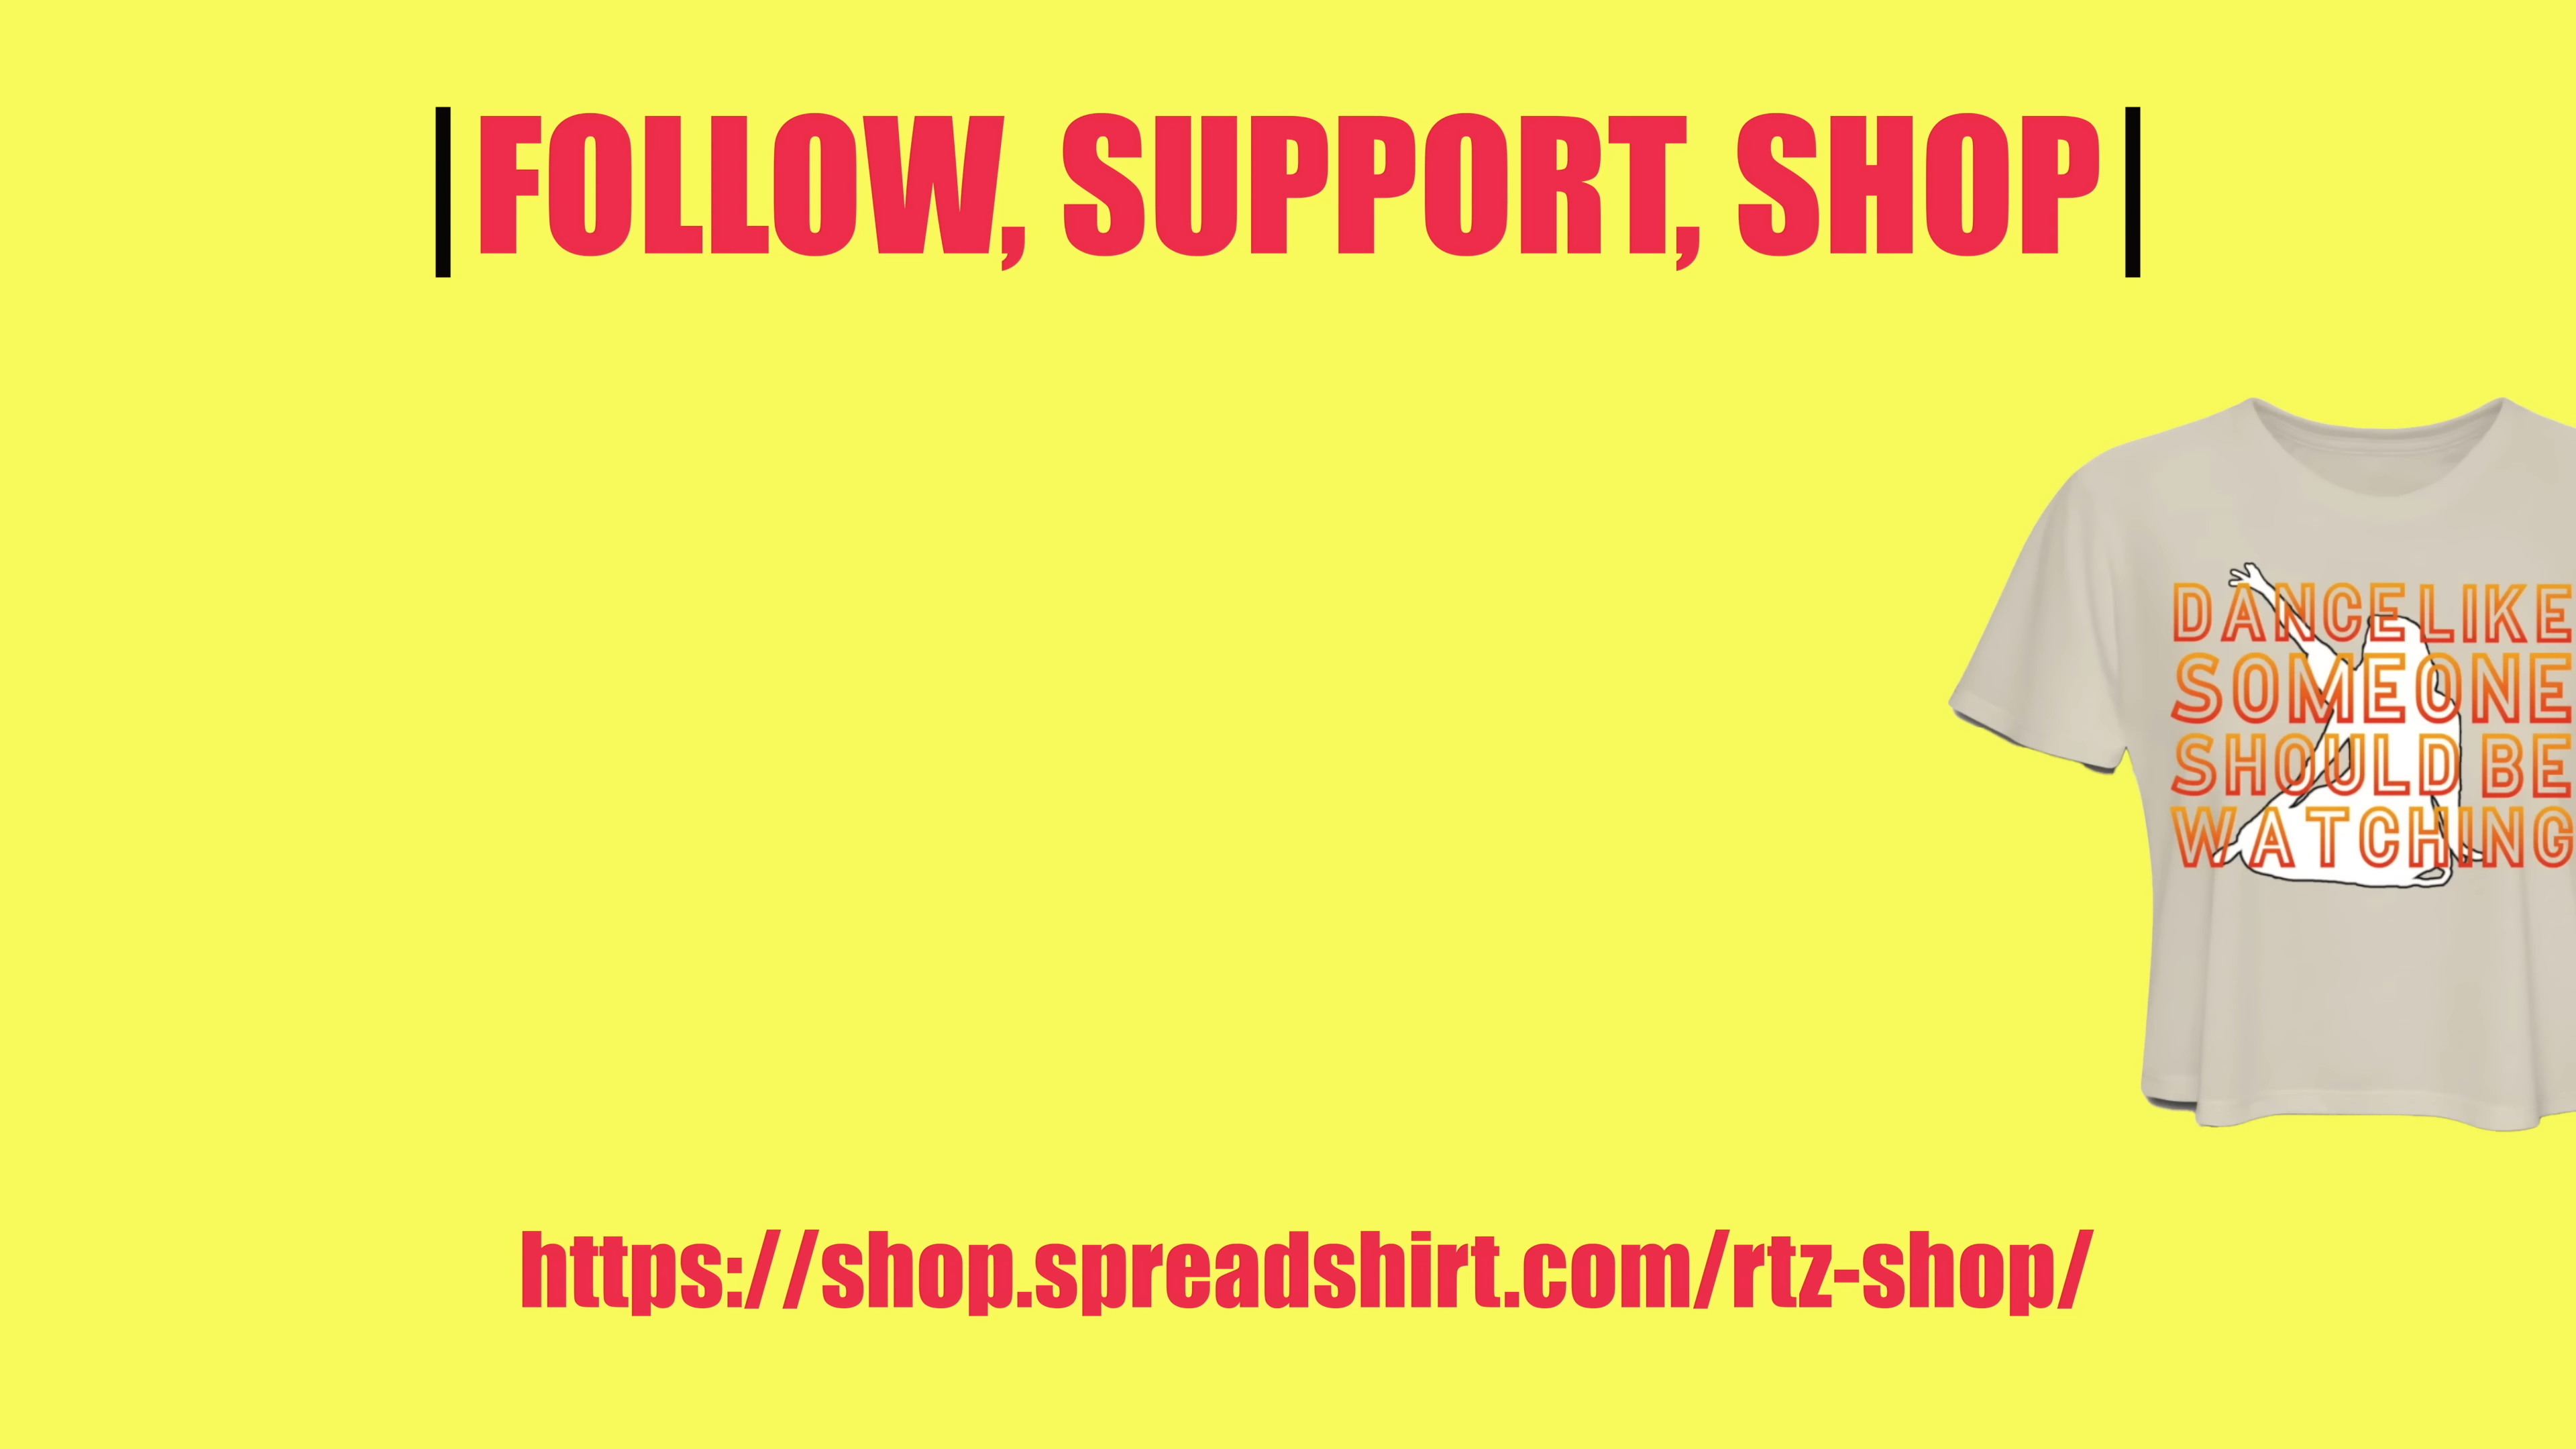 |FOLLOW, SUPPORT, SHOP|
DANCE LIKE
SOMEONE
SHOULD BE
WATCHING
https://shop.spreadshirt.com/rtz-shop/